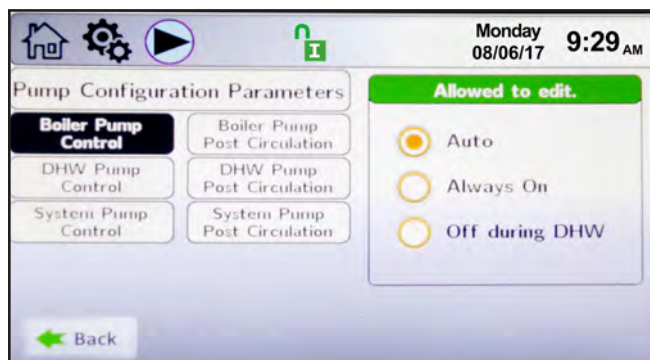 I
Monday
08/06/17
9:29 AM
Pump Configuration Parameters
Boiler Pump
Control
Boiler Pump
Post Circulation
DHW Pump
Control
DHW Pump
Post Circulation
System Pump
Control
System Pump
Post Circulation
Allowed to edit.
Auto
Always On
Off during DHW
Back